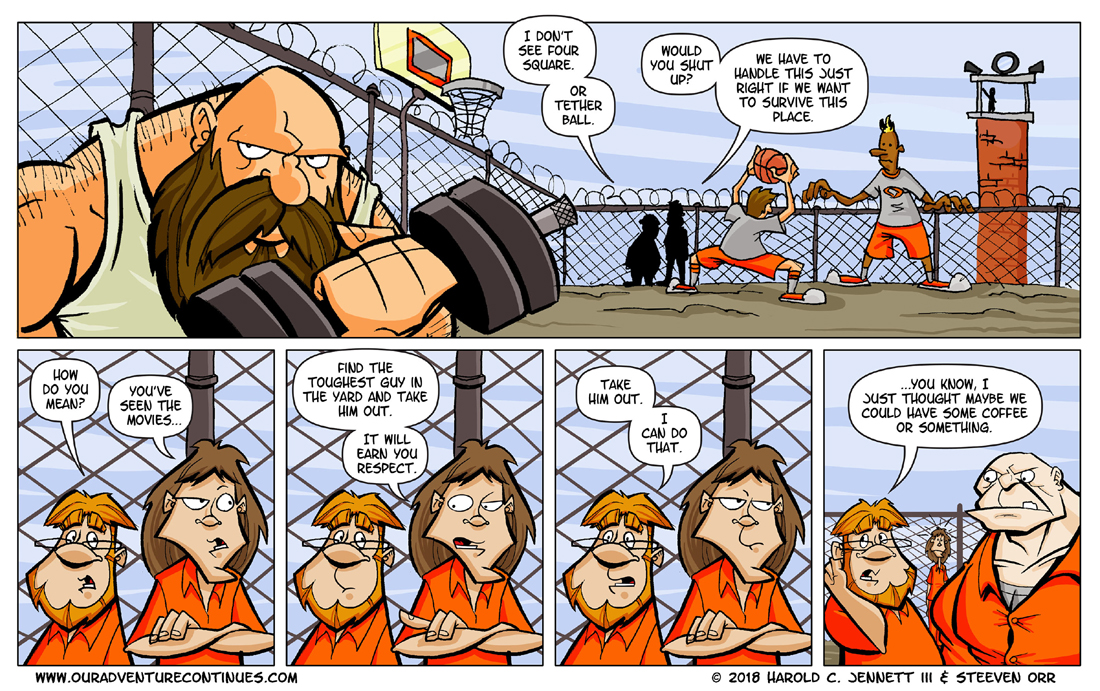 I DON'T
SEE FOUR
SQUARE.
OR
TETHER
BALL.
WOULD
YOU SHUT
UP?
WE HAVE TO
HANDLE THIS JUST
RIGHT IF WE WANT
TO SURVIVE THIS
PLACE.
HOW
DO YOU
MEAN?
YOU'VE
SEEN THE
MOVIES...
FIND THE
TOUGHEST GUY IN
THE YARD AND TAKE
HIM OUT.
IT WILL
EARN YOU
RESPECT.
TAKE
HIM OUT.
I
CAN DO
THAT.
...YOU KNOW, I
JUST THOUGHT MAYBE WE
COULD HAVE SOME COFFEE
OR SOMETHING.
WWW.OURADVENTURECONTINUES.COM
© 2018 HAROLD C. JENNETT III & STEEVEN ORR